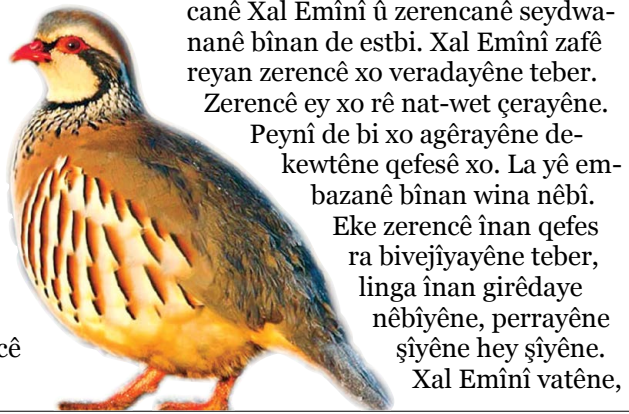 canê Xal Emînî û zerencanê seydwa-
nanê bînan de estbi. Xal Emînî zafê
reyan zerencê xo veradayêne teber.
Zerencê ey xo rê nat-wet çerayêne.
Peynî de bi xo agêrayêne de-
kewtêne qefesê xo. La yê em-
bazanê bînan wina nêbî.
Eke zerencê înan qefes
ra bivejîyayêne teber,
linga înan girêdaye
nêbîyêne, perrayêne
şîyêne hey şîyêne.
Xal Emînî vatêne,